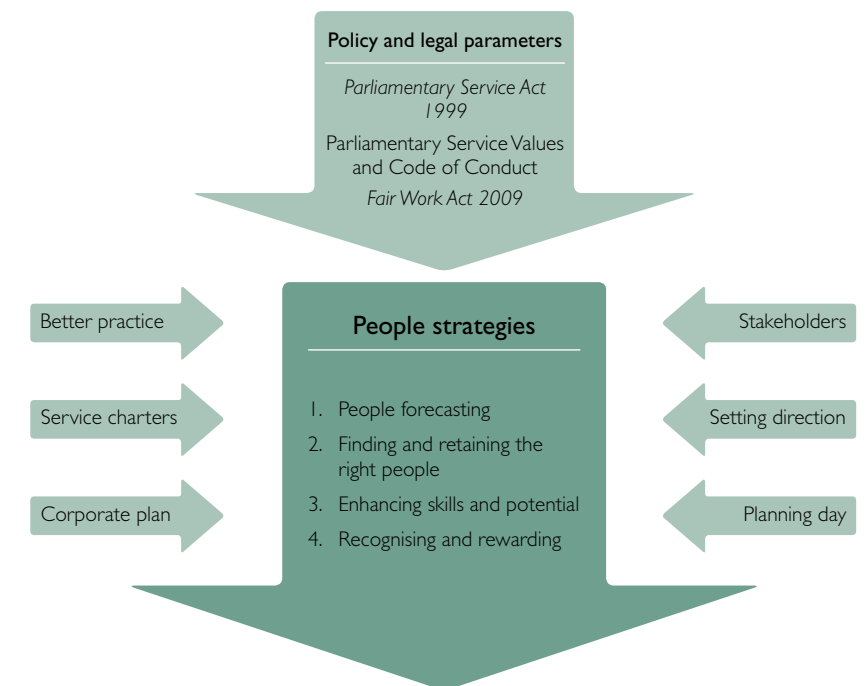 Policy and legal parameters
Parliamentary Service Act
1999
Parliamentary Service Values
and Code of Conduct
Fair Work Act 2009
Better practice
Service charters
Corporate plan
People strategies
1. People forecasting
2. Finding and retaining the
right people
3. Enhancing skills and potential
4. Recognising and rewarding
Stakeholders
Setting direction
Planning day